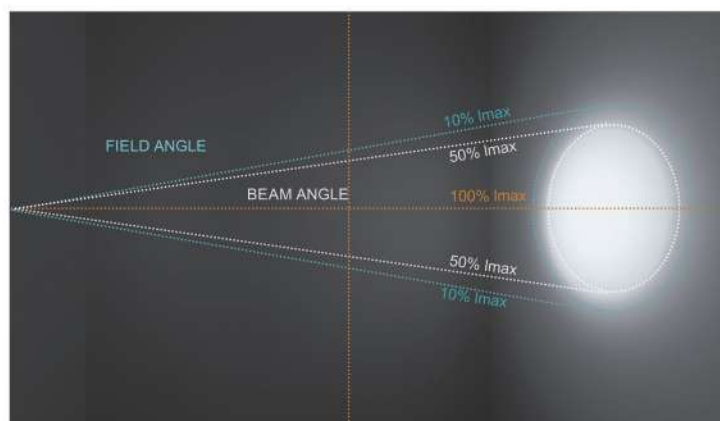 10% Imax
FIELD ANGLE
50% Imax
BEAM ANGLE
100% Imax
50% Imax
10% Imax